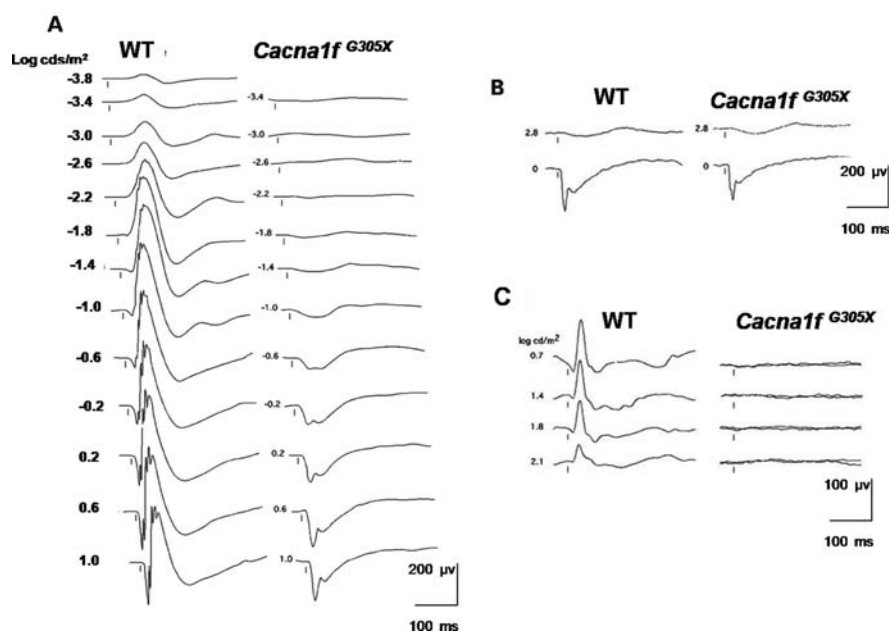 A
WT
Cacna1f G305X
Log cds/m²
-3.8
-3.4
-3.4
-3.0
-3.0
-2.6
-2.6
-2.2
-2.2
-1.8
-1.8
-1.4
-1.4
-1.0
-1.0
-0.6
-0.6
-0.2
-0.2
0.2
0.2
0.6
0.6
1.0
1.0
200 µv
100 ms
B
WT
Cacna1f G305X
2.8
2.8
0
0
200 µv
100 ms
C
WT
Cacna1f G305X
log cd/m²
0.7
1.4
1.8
2.1
100 µv
100 ms